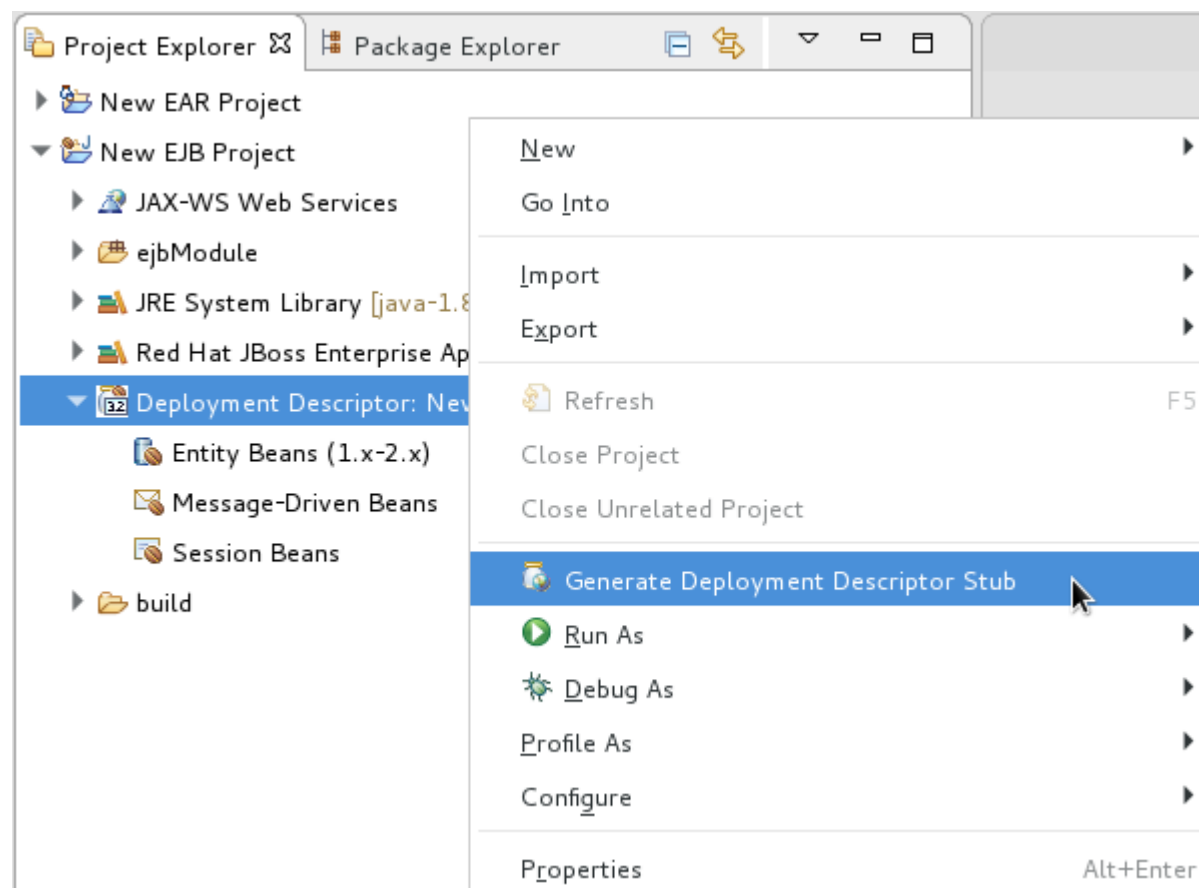 Project Explorer
Package Explorer
New EAR Project
New EJB Project
JAX-WS Web Services
ejbModule
JRE System Library [java-1.8
Red Hat JBoss Enterprise Ap
Deployment Descriptor: New
3.2
Entity Beans (1.x-2.x)
Message-Driven Beans
Session Beans
build
New
Go Into
Import
Export
Refresh F5
Close Project
Close Unrelated Project
Generate Deployment Descriptor Stub
Run As
Debug As
Profile As
Configure
Properties Alt+Enter